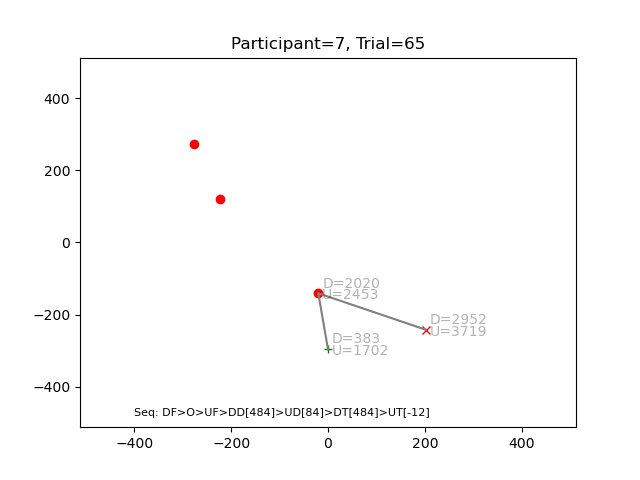 Participant=7, Trial=65
400
200
0
−200
−400
D=2020
U=2453
D=2952
U=3719
D=383
U=1702
Seq: DF>O>UF>DD[484]>UD[84]>DT[484]>UT[-12]
−400 −200 0 200 400